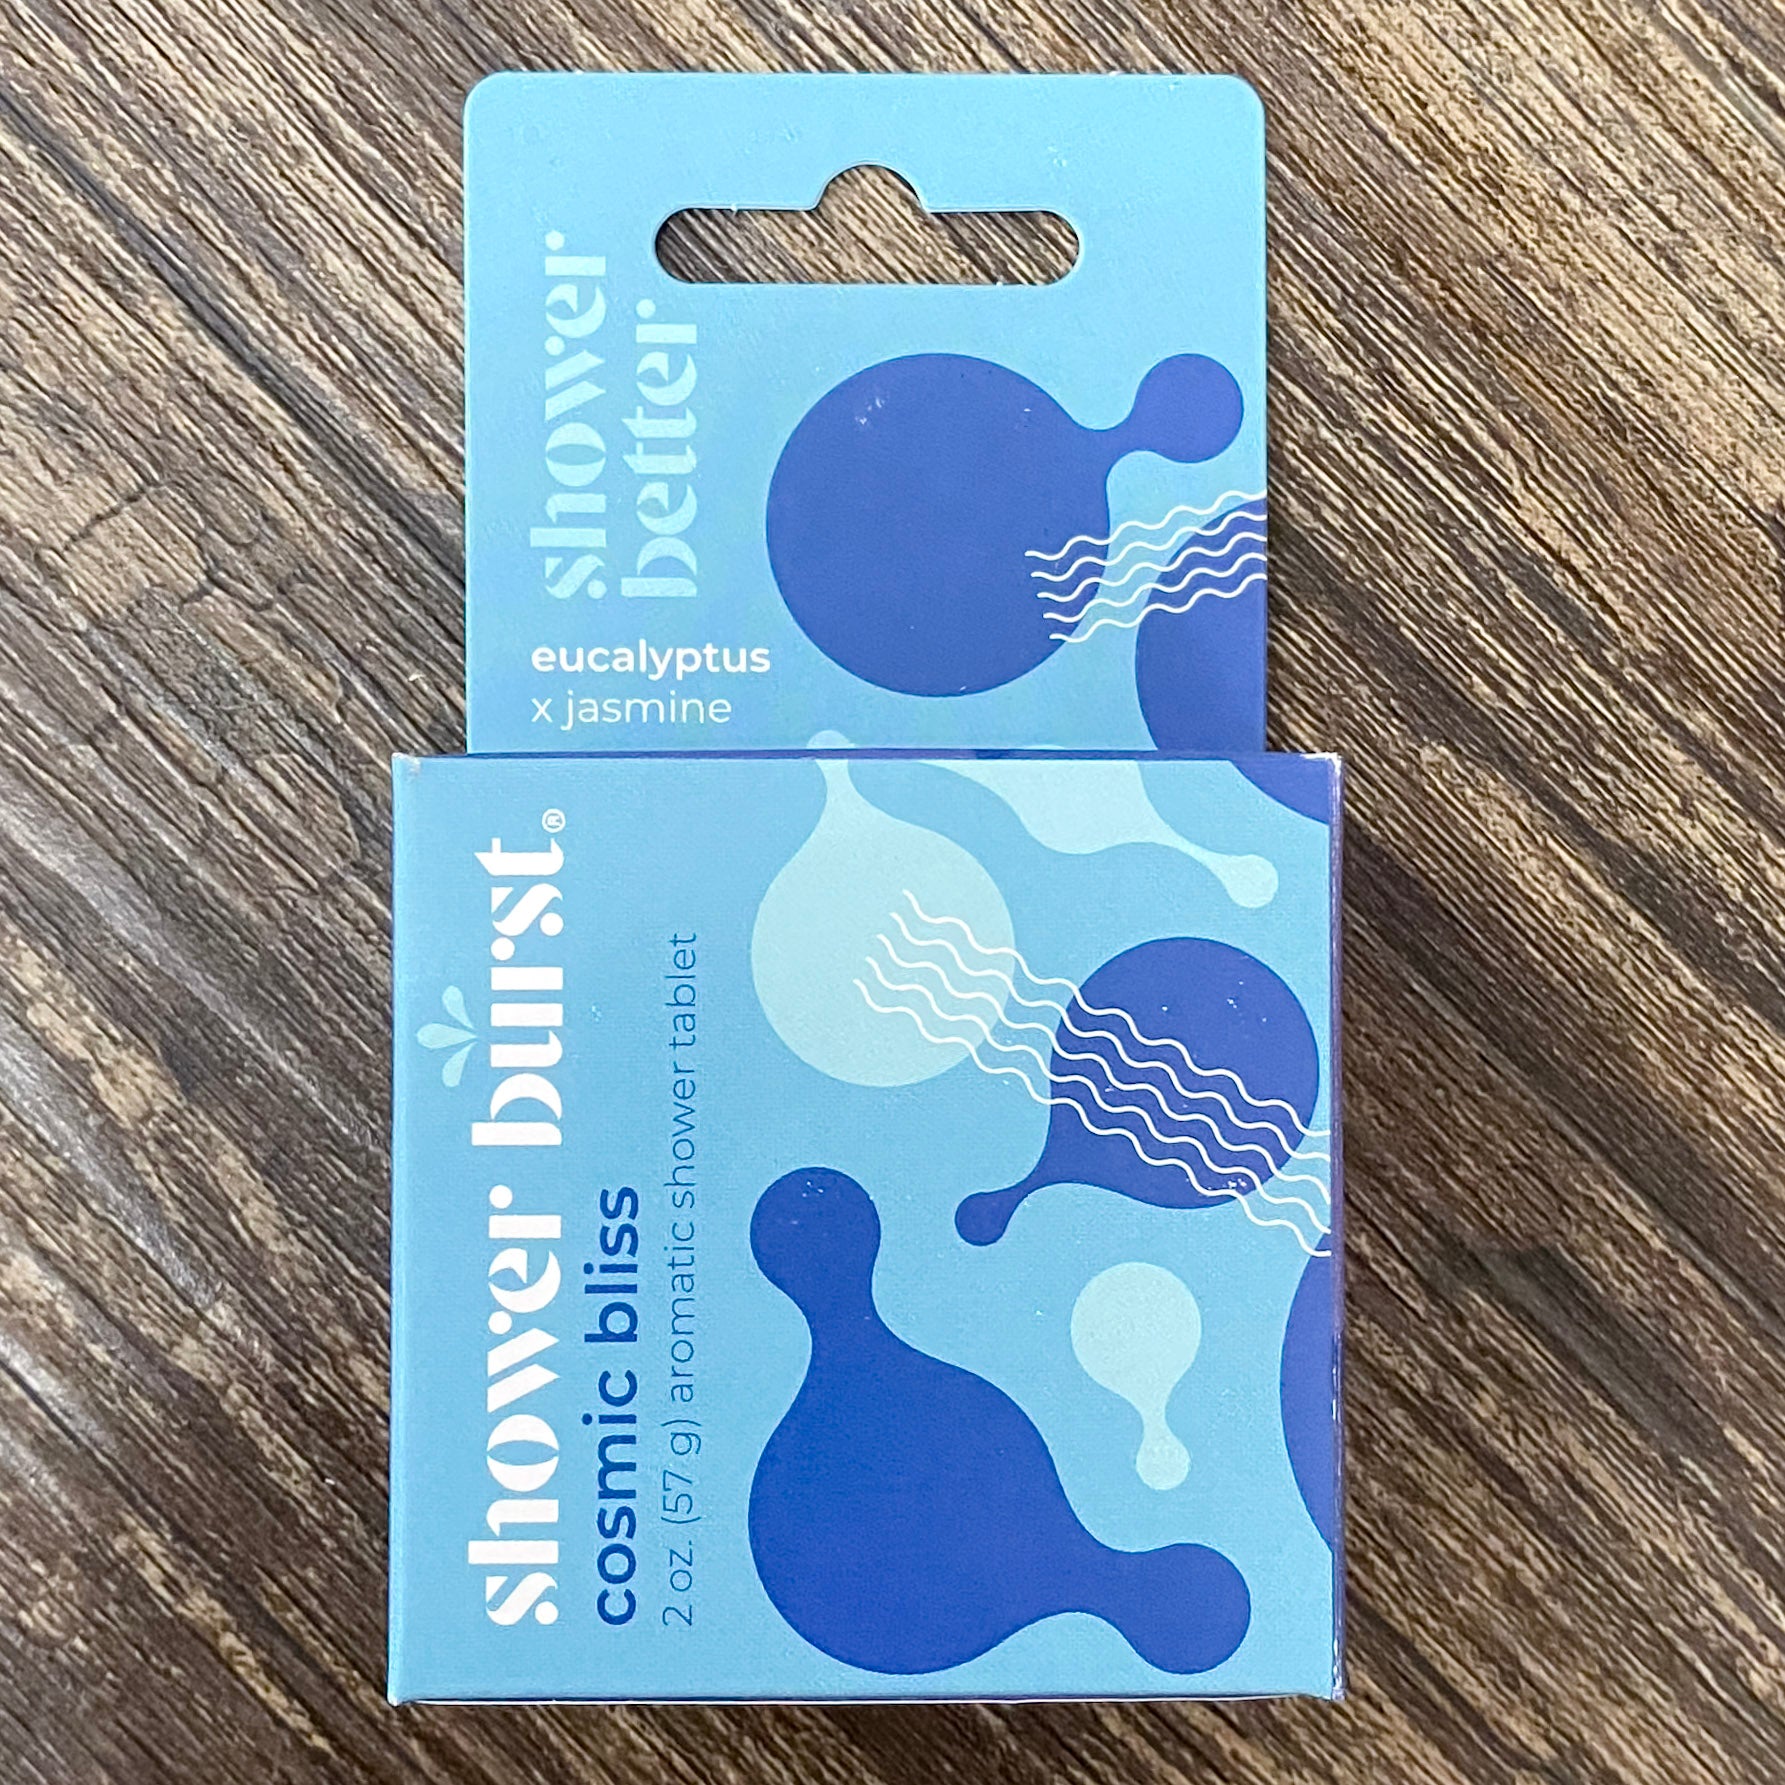 shower
better
eucalyptus
x jasmine
shower burst®
cosmic bliss
2 oz. (57 g) aromatic shower tablet